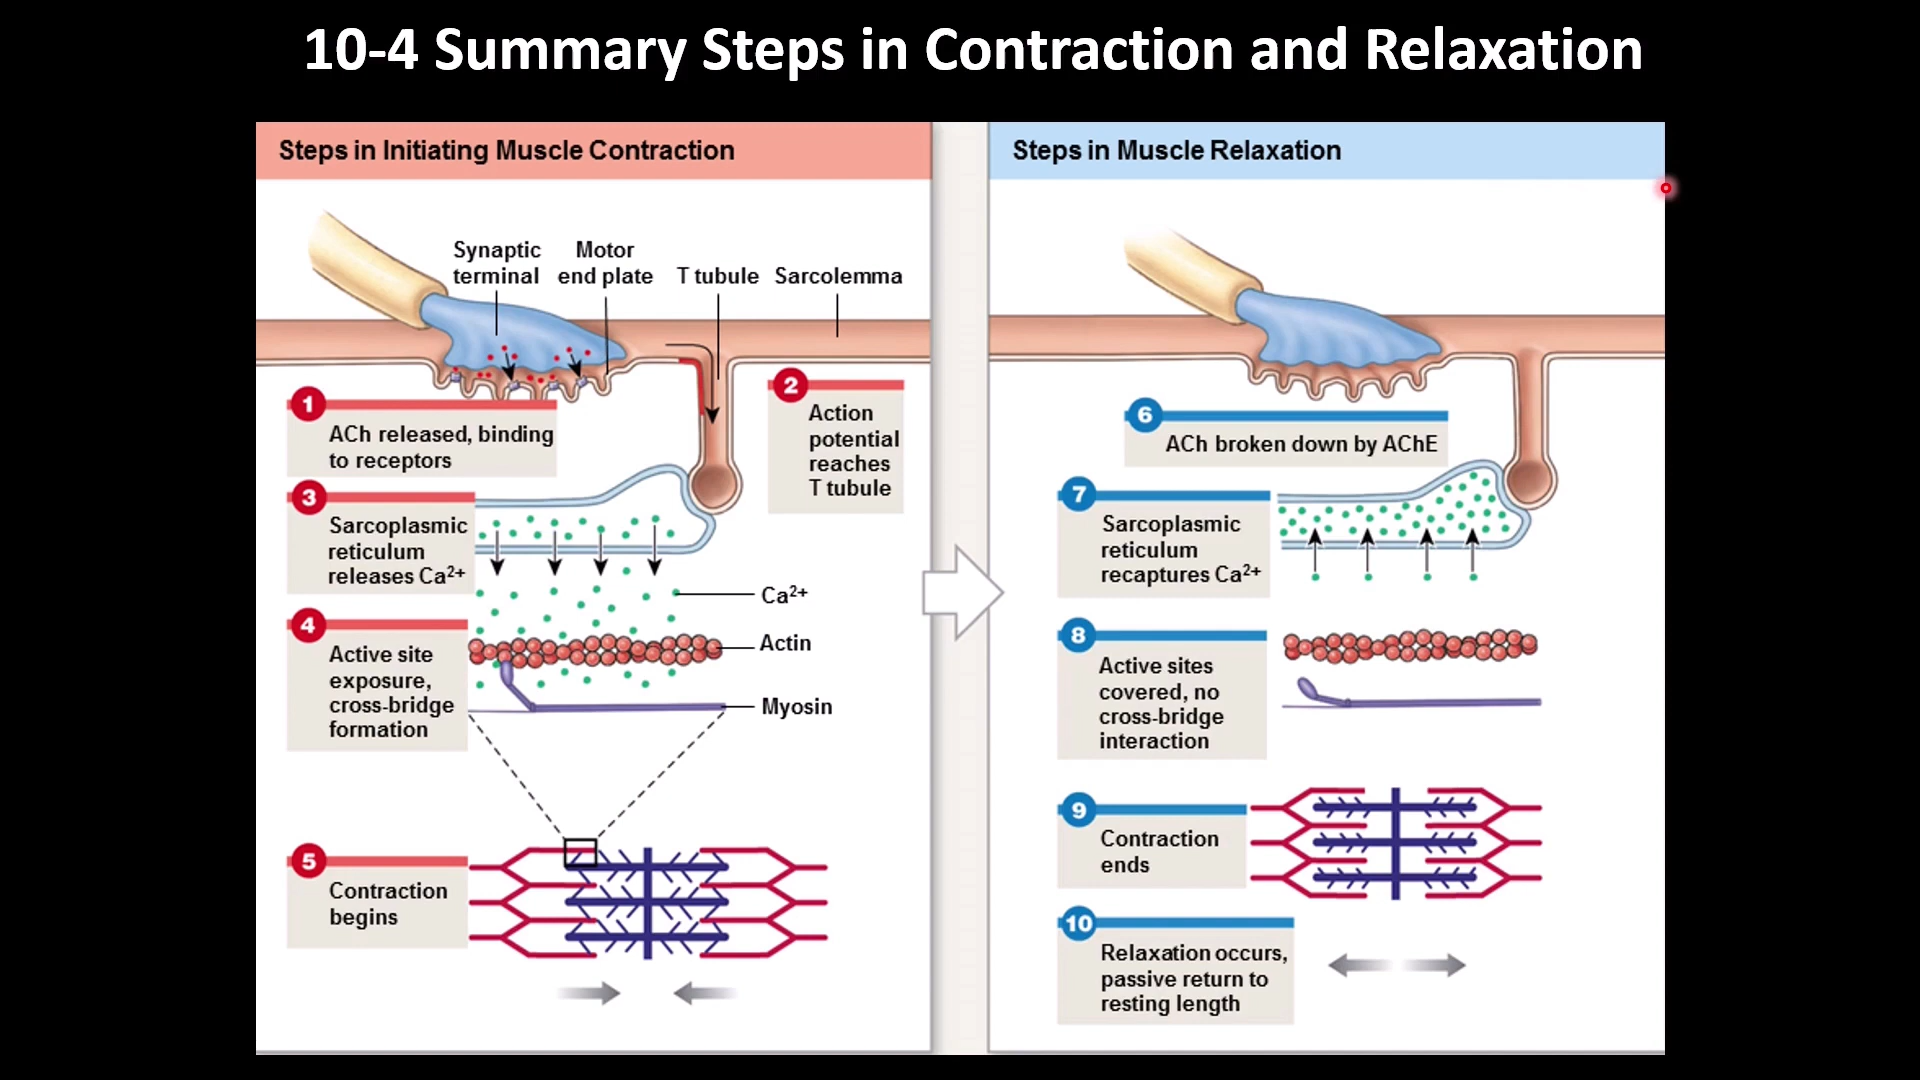 10-4 Summary Steps in Contraction and Relaxation
Steps in Initiating Muscle Contraction
Synaptic
terminal
Motor
end plate
T tubule
Sarcolemma
1
ACh released, binding
to receptors
2
Action
potential
reaches
T tubule
3
Sarcoplasmic
reticulum
releases Ca²⁺
Ca²⁺
4
Active site
exposure,
cross-bridge
formation
Actin
Myosin
5
Contraction
begins
Steps in Muscle Relaxation
6
ACh broken down by AChE
7
Sarcoplasmic
reticulum
recaptures Ca²⁺
8
Active sites
covered, no
cross-bridge
interaction
9
Contraction
ends
10
Relaxation occurs,
passive return to
resting length